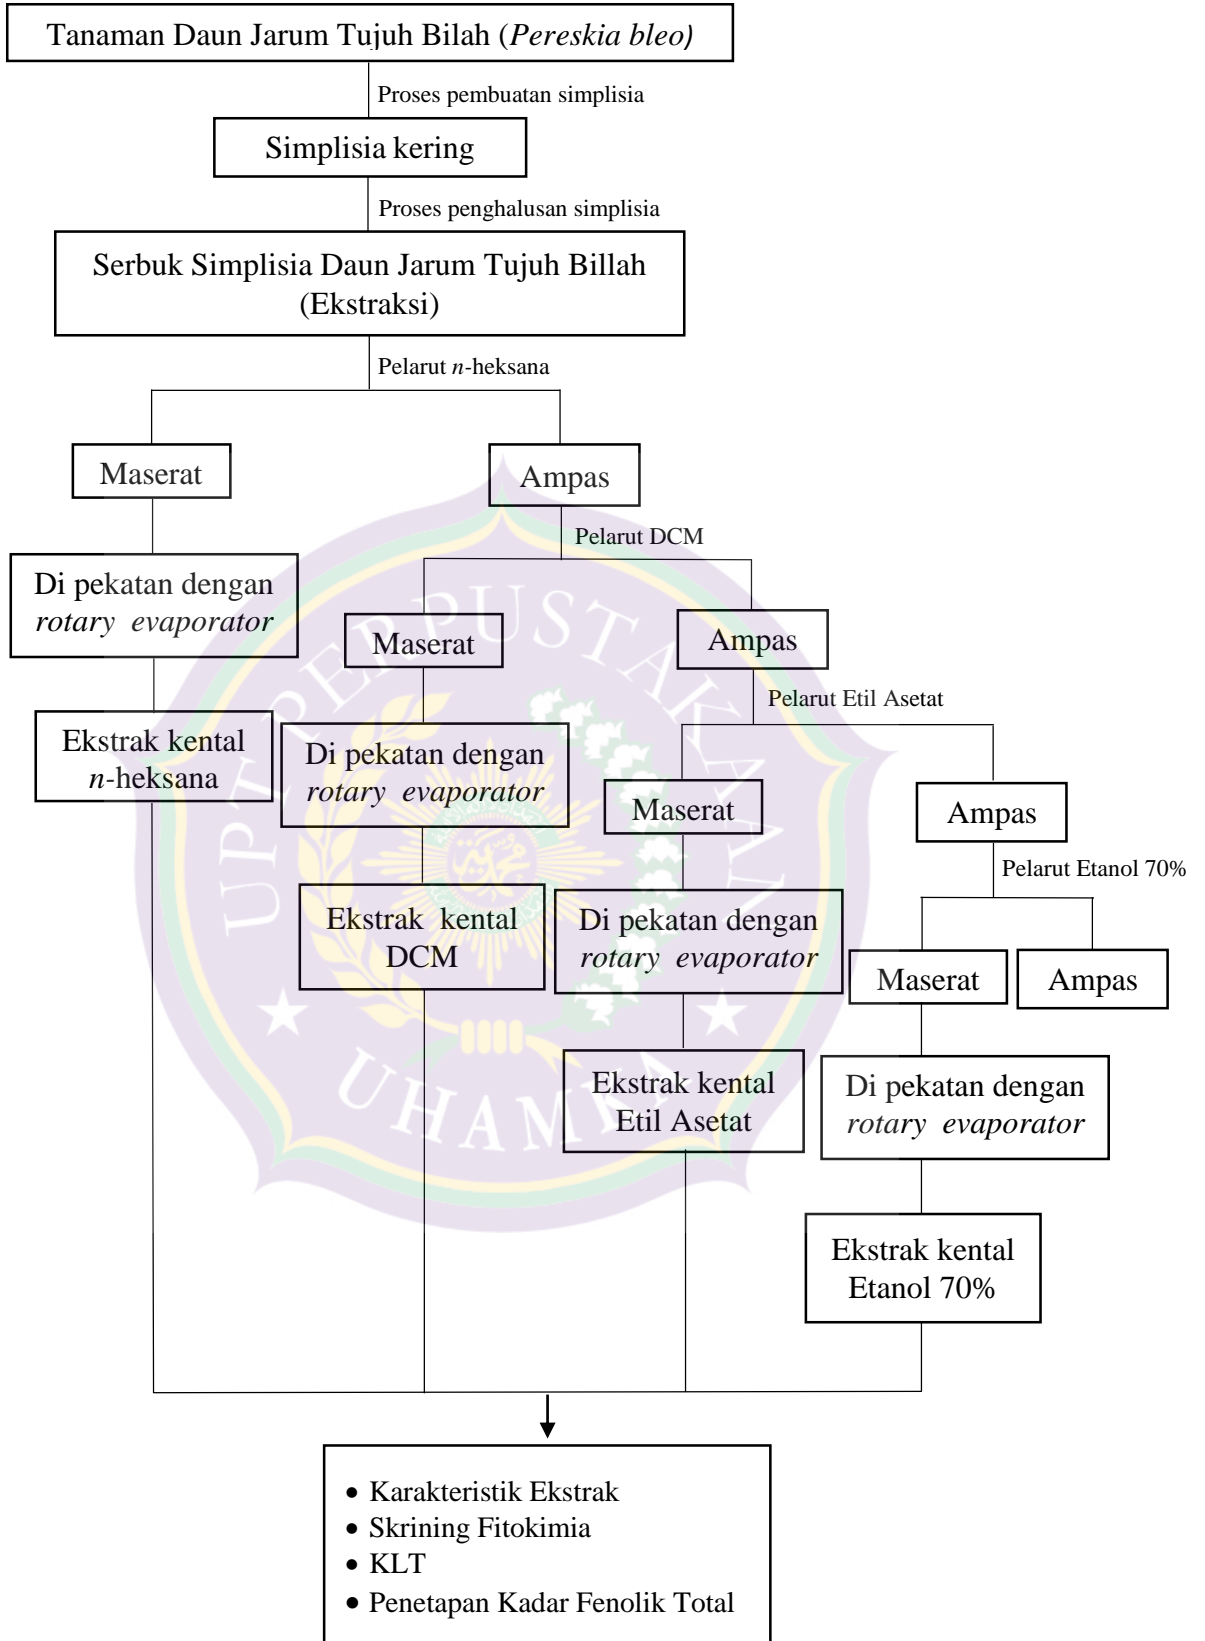 Tanaman Daun Jarum Tujuh Bilah (Pereskia bleo)
Proses pembuatan simplisia
Simplisia kering
Proses penghalusan simplisia
Serbuk Simplisia Daun Jarum Tujuh Billah
(Ekstraksi)
Pelarut n-heksana
Maserat
Ampas
Pelarut DCM
Di pekatan dengan
rotary evaporator
Maserat
Ampas
Pelarut Etil Asetat
Ekstrak kental
n-heksana
Di pekatan dengan
rotary evaporator
Maserat
Ampas
Pelarut Etanol 70%
Ekstrak kental
DCM
Di pekatan dengan
rotary evaporator
Maserat
Ampas
Ekstrak kental
Etil Asetat
Di pekatan dengan
rotary evaporator
Ekstrak kental
Etanol 70%
• Karakteristik Ekstrak
• Skrining Fitokimia
• KLT
• Penetapan Kadar Fenolik Total
UPT PERPUSTAKAAN
UHAMKA